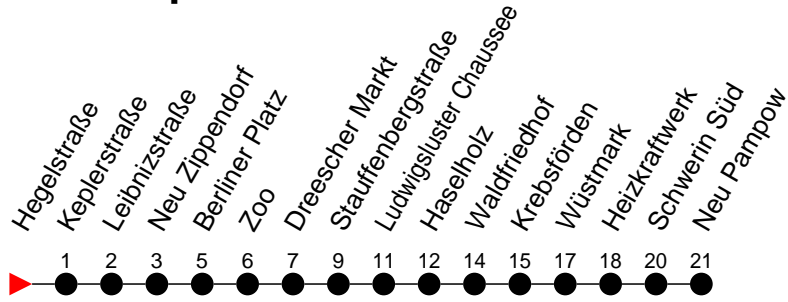 Hegelstraße
Keplerstraße
Leibnizstraße
Neu Zippendorf
Berliner Platz
Zoo
Dreescher Markt
Stauffenbergstraße
Ludwigsluster Chaussee
Haselholz
Waldfriedhof
Krebsförden
Wüstmark
Heizkraftwerk
Schwerin Süd
Neu Pampow
1 2 3 5 6 7 9 11 12 14 15 17 18 20 21